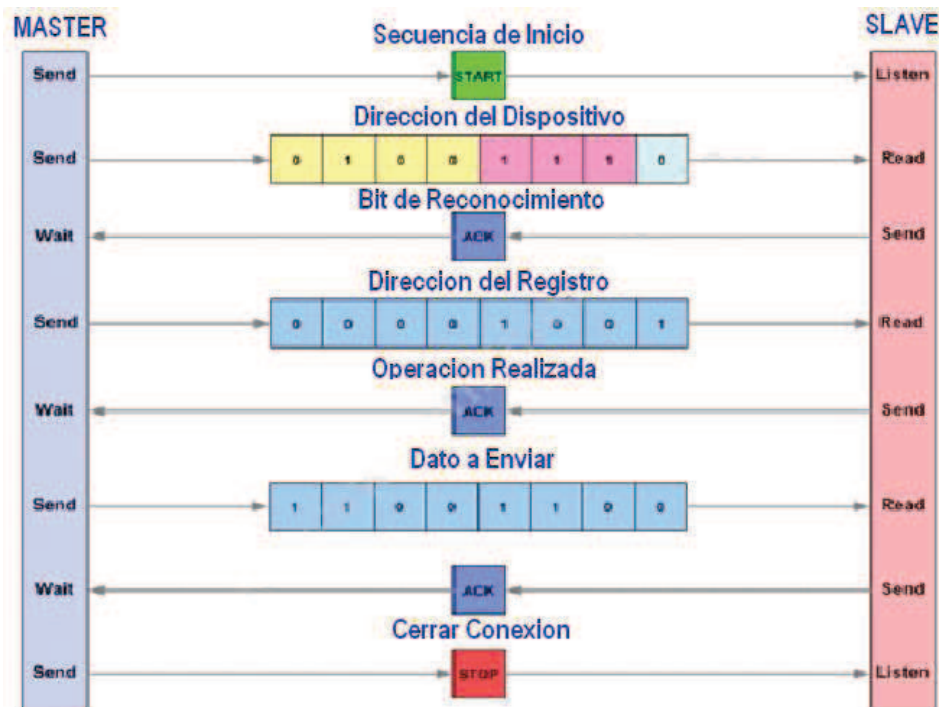 MASTER SLAVE
Secuencia de Inicio
Send START Listen
Direccion del Dispositivo
Send 0 1 0 0 1 1 1 0 Read
Bit de Reconocimiento
Wait ACK Send
Direccion del Registro
Send 0 0 0 0 1 0 0 1 Read
Operacion Realizada
Wait ACK Send
Dato a Enviar
Send 1 1 0 0 1 1 0 0 Read
Wait ACK Send
Cerrar Conexion
Send STOP Listen